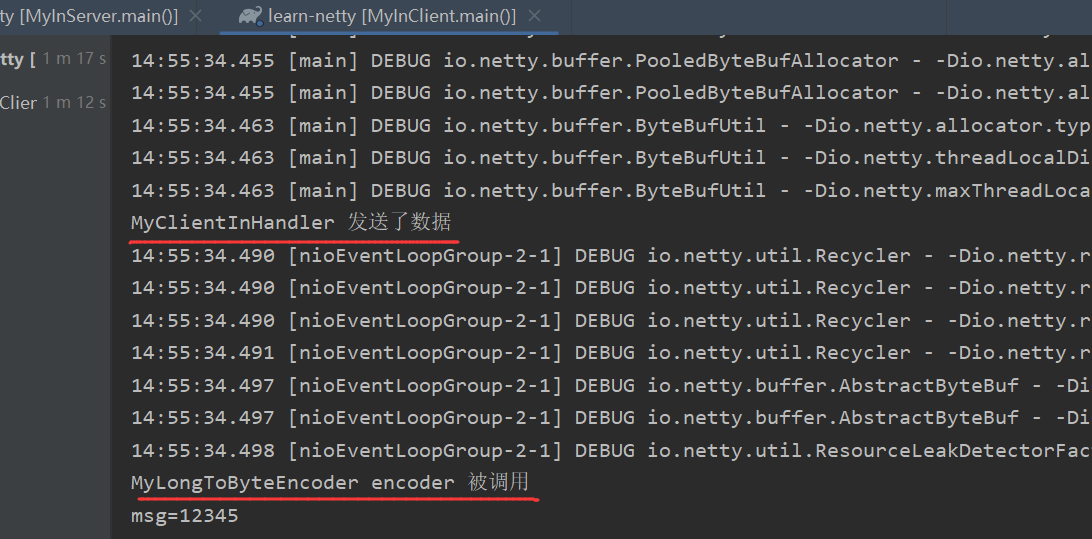 ty [MyInServer.main()]
learn-netty [MyInClient.main()]
tty [ 1 m 17 s
Clier 1 m 12 s
14:55:34.455 [main] DEBUG io.netty.buffer.PooledByteBufAllocator - -Dio.netty.al
14:55:34.455 [main] DEBUG io.netty.buffer.PooledByteBufAllocator - -Dio.netty.al
14:55:34.463 [main] DEBUG io.netty.buffer.ByteBufUtil - -Dio.netty.allocator.typ
14:55:34.463 [main] DEBUG io.netty.buffer.ByteBufUtil - -Dio.netty.threadLocalDi
14:55:34.463 [main] DEBUG io.netty.buffer.ByteBufUtil - -Dio.netty.maxThreadLoca
MyClientInHandler 发送了数据
14:55:34.490 [nioEventLoopGroup-2-1] DEBUG io.netty.util.Recycler - -Dio.netty.r
14:55:34.490 [nioEventLoopGroup-2-1] DEBUG io.netty.util.Recycler - -Dio.netty.r
14:55:34.490 [nioEventLoopGroup-2-1] DEBUG io.netty.util.Recycler - -Dio.netty.r
14:55:34.491 [nioEventLoopGroup-2-1] DEBUG io.netty.util.Recycler - -Dio.netty.r
14:55:34.497 [nioEventLoopGroup-2-1] DEBUG io.netty.buffer.AbstractByteBuf - -Di
14:55:34.497 [nioEventLoopGroup-2-1] DEBUG io.netty.buffer.AbstractByteBuf - -Di
14:55:34.498 [nioEventLoopGroup-2-1] DEBUG io.netty.util.ResourceLeakDetectorFac
MyLongToByteEncoder encoder 被调用
msg=12345